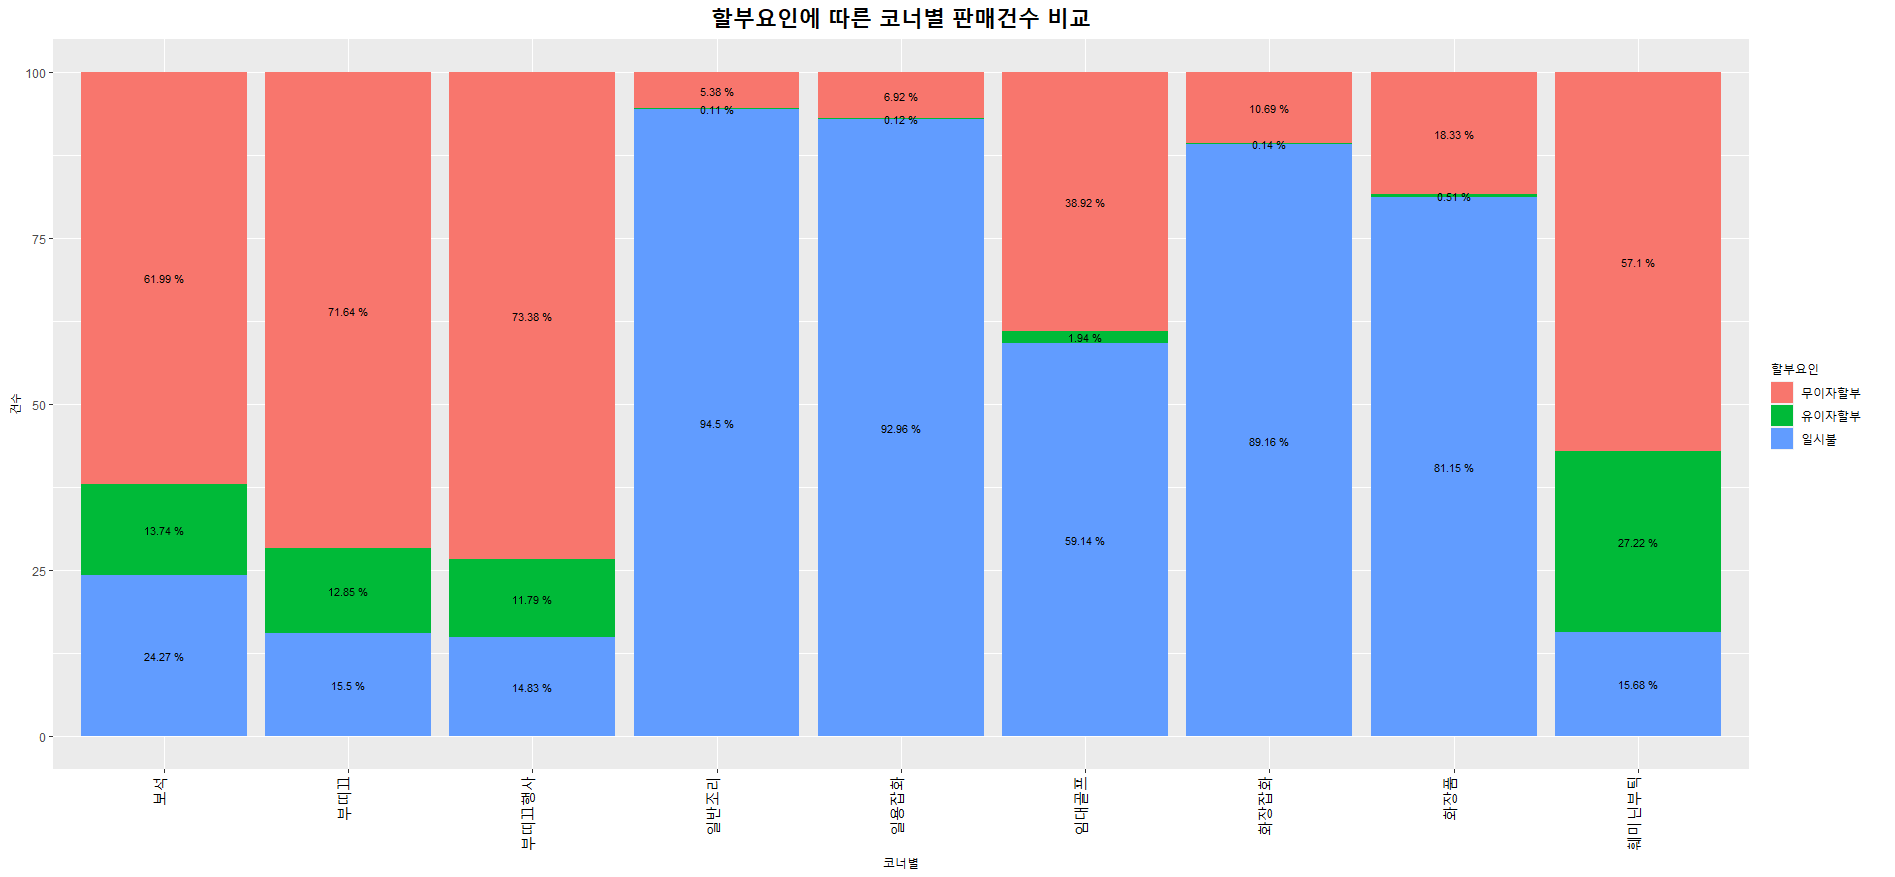 할부요인에 따른 코너별 판매건수 비교
건수
100
75
50
25
0
61.99 %
13.74 %
24.27 %
71.64 %
12.85 %
15.5 %
73.38 %
11.79 %
14.83 %
5.38 %
0.11 %
94.5 %
6.92 %
0.12 %
92.96 %
38.92 %
1.94 %
59.14 %
10.69 %
0.14 %
89.16 %
18.33 %
0.51 %
81.15 %
57.1 %
27.22 %
15.68 %
보석
부띠끄
부띠끄행사
일반조리
일용잡화
임대골프
화장잡화
화장품
훼미닌부틱
코너별
할부요인
무이자할부
유이자할부
일시불